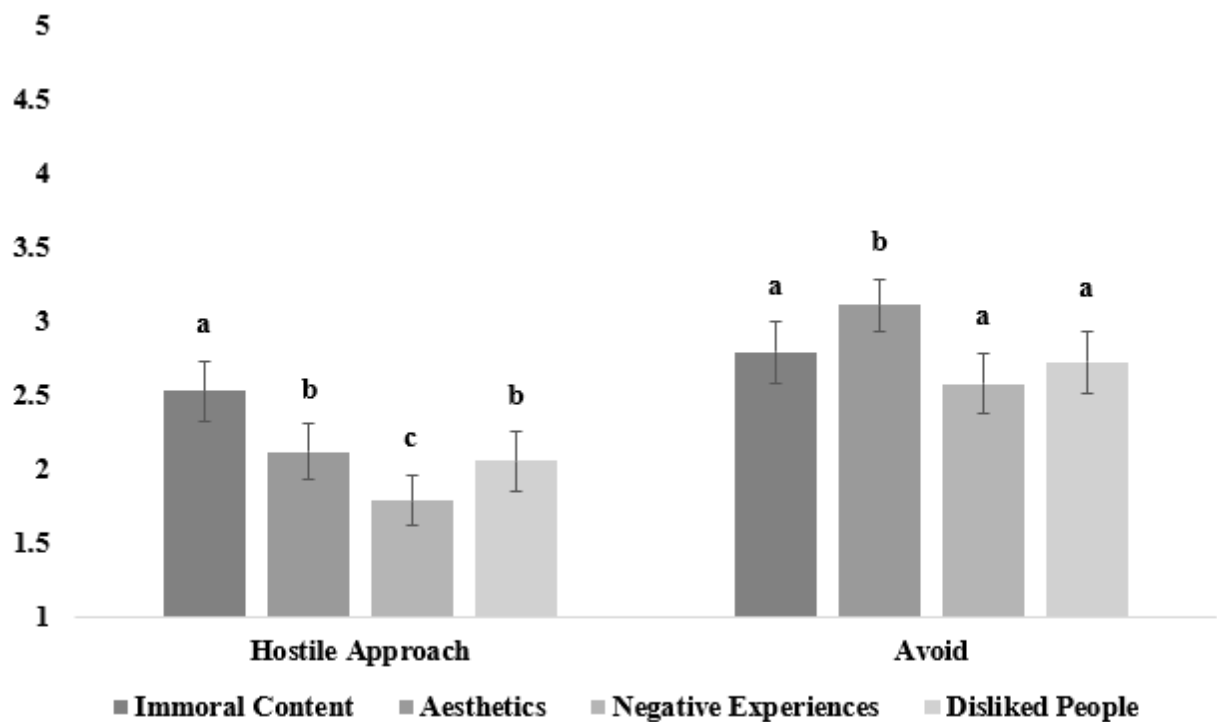 5
4.5
4
3.5
3
2.5
2
1.5
1
a
b
c
b
a
b
a
a
Hostile Approach
Avoid
Immoral Content
Aesthetics
Negative Experiences
Disliked People